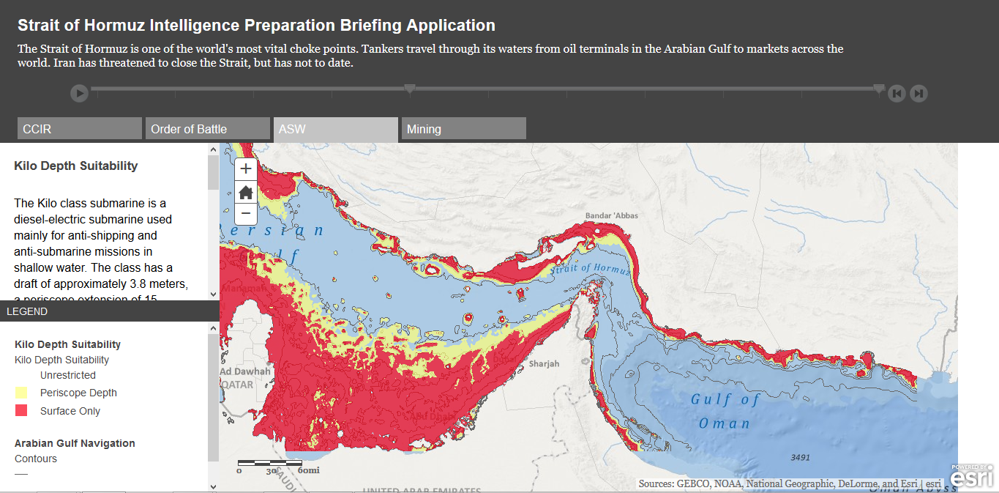 Strait of Hormuz Intelligence Preparation Briefing Application
The Strait of Hormuz is one of the world's most vital choke points. Tankers travel through its waters from oil terminals in the Arabian Gulf to markets across the
world. Iran has threatened to close the Strait, but has not to date.
CCIR
Order of Battle
ASW
Mining
Kilo Depth Suitability
The Kilo class submarine is a
diesel-electric submarine used
mainly for anti-shipping and
anti-submarine missions in
shallow water. The class has a
draft of approximately 3.8 meters,
a periscope extension of 15
LEGEND
Kilo Depth Suitability
Kilo Depth Suitability
Unrestricted
Periscope Depth
Surface Only
Arabian Gulf Navigation
Contours
+
−
ersian
lf
Bandar 'Abbas
Strait of Hormuz
Manamah
Sharjah
Ad Dawhah
QATAR
Abu Dhabi
Gulf of
Oman
3491
0 30 60mi
SAUDI
UNITED ARAB EMIRATES
Oman Abyss
Sources: GEBCO, NOAA, National Geographic, DeLorme, and Esri | esri
POWERED BY
esri